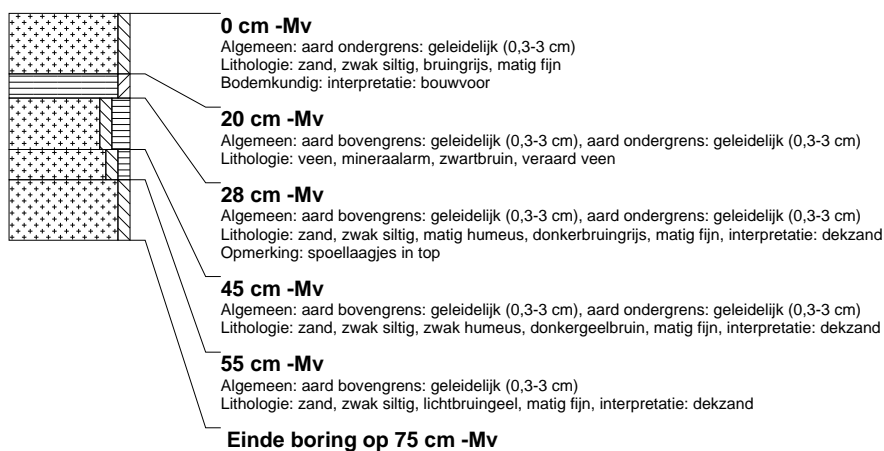 0 cm -Mv
Algemeen: aard ondergrens: geleidelijk (0,3-3 cm)
Lithologie: zand, zwak siltig, bruingrijs, matig fijn
Bodemkundig: interpretatie: bouwvoor
20 cm -Mv
Algemeen: aard bovengrens: geleidelijk (0,3-3 cm), aard ondergrens: geleidelijk (0,3-3 cm)
Lithologie: veen, mineraalarm, zwartbruin, veraard veen
28 cm -Mv
Algemeen: aard bovengrens: geleidelijk (0,3-3 cm), aard ondergrens: geleidelijk (0,3-3 cm)
Lithologie: zand, zwak siltig, matig humeus, donkerbruingrijs, matig fijn, interpretatie: dekzand
Opmerking: spoellaagjes in top
45 cm -Mv
Algemeen: aard bovengrens: geleidelijk (0,3-3 cm), aard ondergrens: geleidelijk (0,3-3 cm)
Lithologie: zand, zwak siltig, zwak humeus, donkergeelbruin, matig fijn, interpretatie: dekzand
55 cm -Mv
Algemeen: aard bovengrens: geleidelijk (0,3-3 cm)
Lithologie: zand, zwak siltig, lichtbruingeel, matig fijn, interpretatie: dekzand
Einde boring op 75 cm -Mv